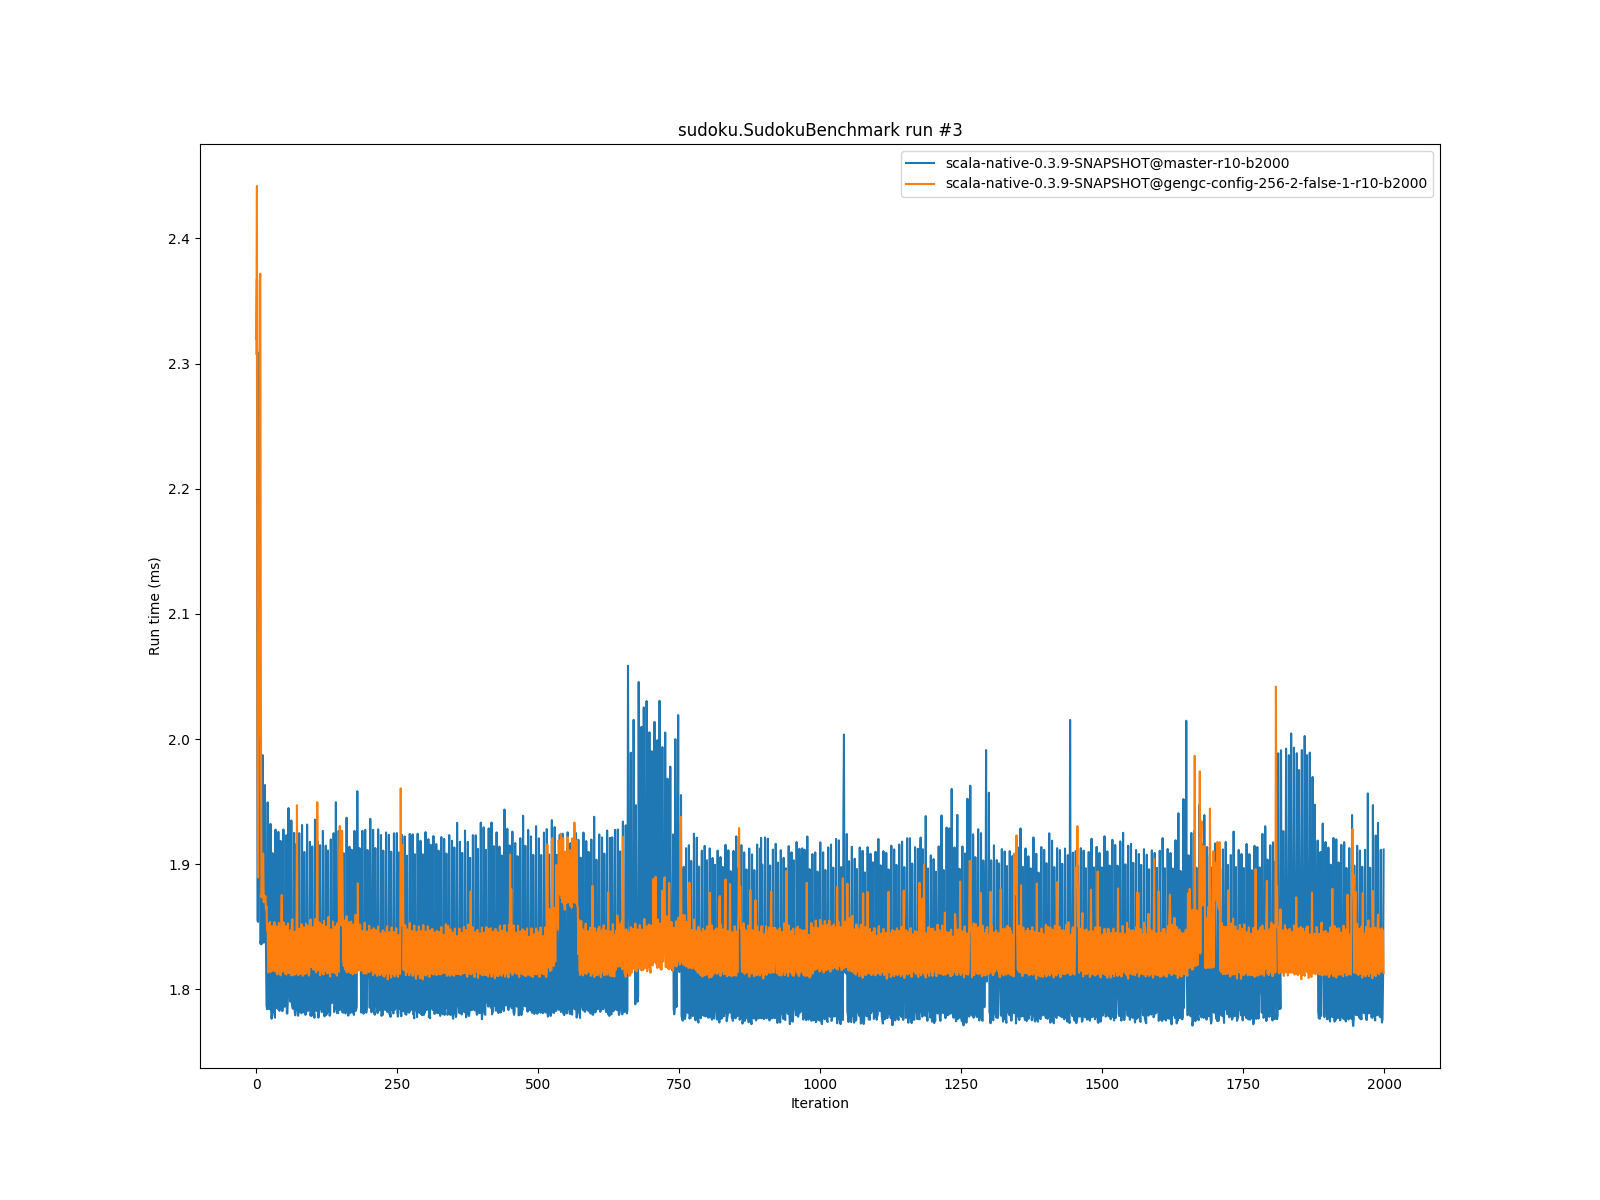 sudoku.SudokuBenchmark run #3
scala-native-0.3.9-SNAPSHOT@master-r10-b2000
scala-native-0.3.9-SNAPSHOT@gengc-config-256-2-false-1-r10-b2000
Run time (ms)
2.4
2.3
2.2
2.1
2.0
1.9
1.8
0 250 500 750 1000 1250 1500 1750 2000
Iteration